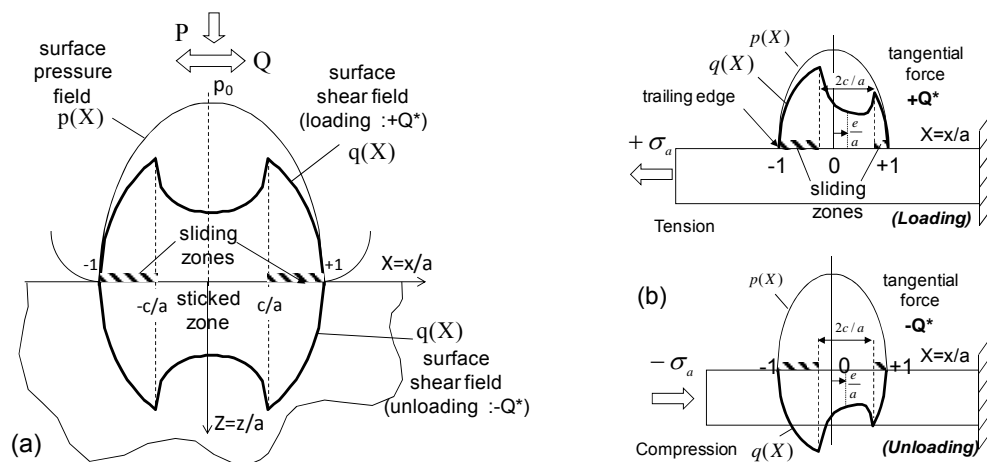 P
Q
surface
pressure
field
p(X)
p0
surface
shear field
(loading :+Q*)
q(X)
sliding
zones
-1
+1
X=x/a
-c/a
sticked
zone
c/a
q(X)
surface
shear field
(unloading :-Q*)
Z=z/a
(a)
p(X)
q(X)
tangential
force
+Q*
2c/a
trailing edge
e
a
X=x/a
+σa
-1
0
+1
sliding
zones
Tension
(Loading)
(b)
p(X)
tangential
force
-Q*
2c/a
-1
0
+1
X=x/a
−σa
e
a
Compression
q(X)
(Unloading)